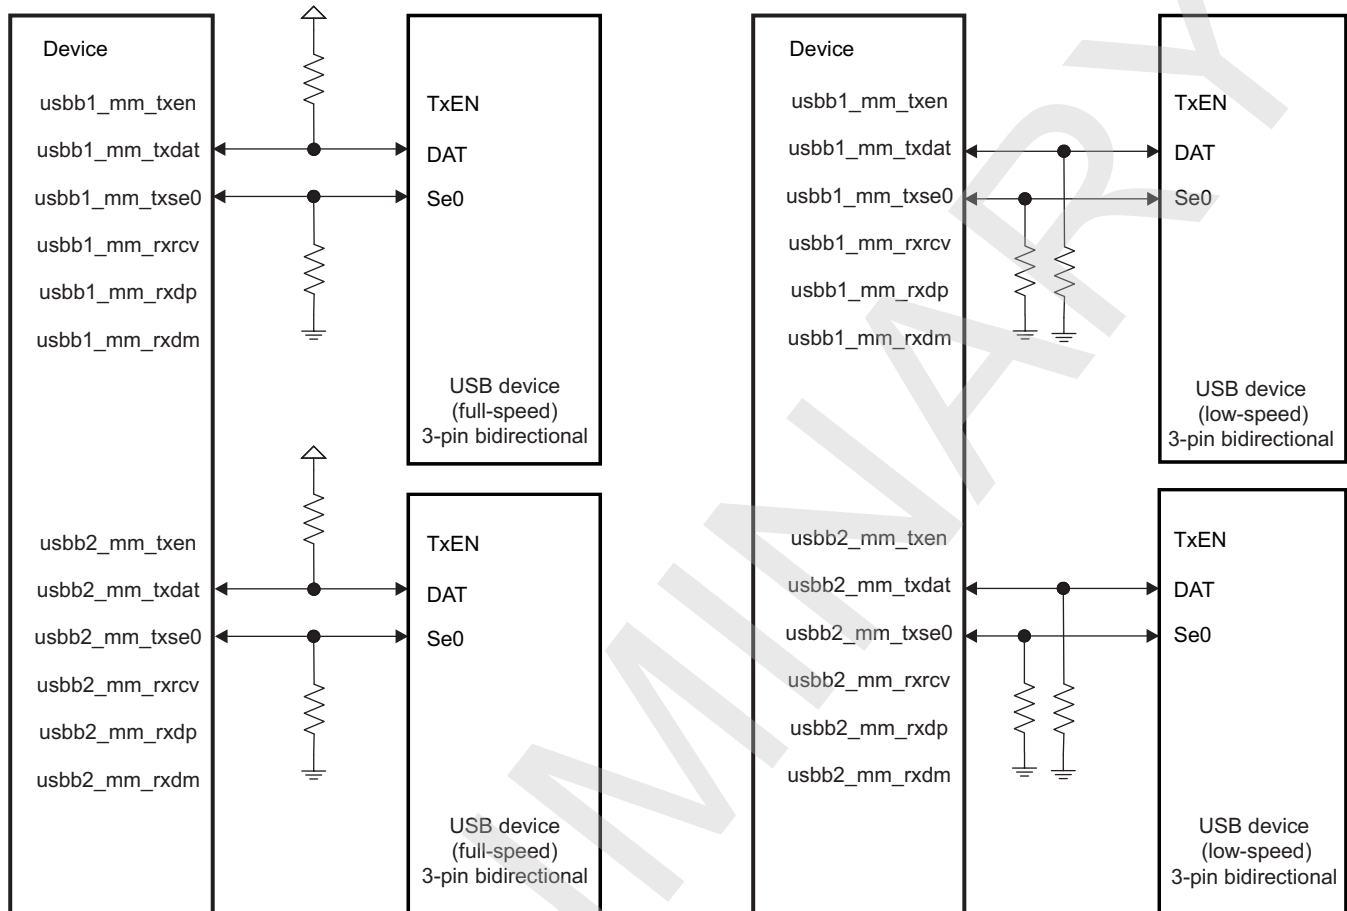 Device
usbb1_mm_txen
usbb1_mm_txdat
usbb1_mm_txse0
usbb1_mm_rxrcv
usbb1_mm_rxdp
usbb1_mm_rxdm
TxEN
DAT
Se0
USB device
(full-speed)
3-pin bidirectional
usbb2_mm_txen
usbb2_mm_txdat
usbb2_mm_txse0
usbb2_mm_rxrcv
usbb2_mm_rxdp
usbb2_mm_rxdm
TxEN
DAT
Se0
USB device
(full-speed)
3-pin bidirectional
Device
usbb1_mm_txen
usbb1_mm_txdat
usbb1_mm_txse0
usbb1_mm_rxrcv
usbb1_mm_rxdp
usbb1_mm_rxdm
TxEN
DAT
Se0
USB device
(low-speed)
3-pin bidirectional
usbb2_mm_txen
usbb2_mm_txdat
usbb2_mm_txse0
usbb2_mm_rxrcv
usbb2_mm_rxdp
usbb2_mm_rxdm
TxEN
DAT
Se0
USB device
(low-speed)
3-pin bidirectional
IMINARY